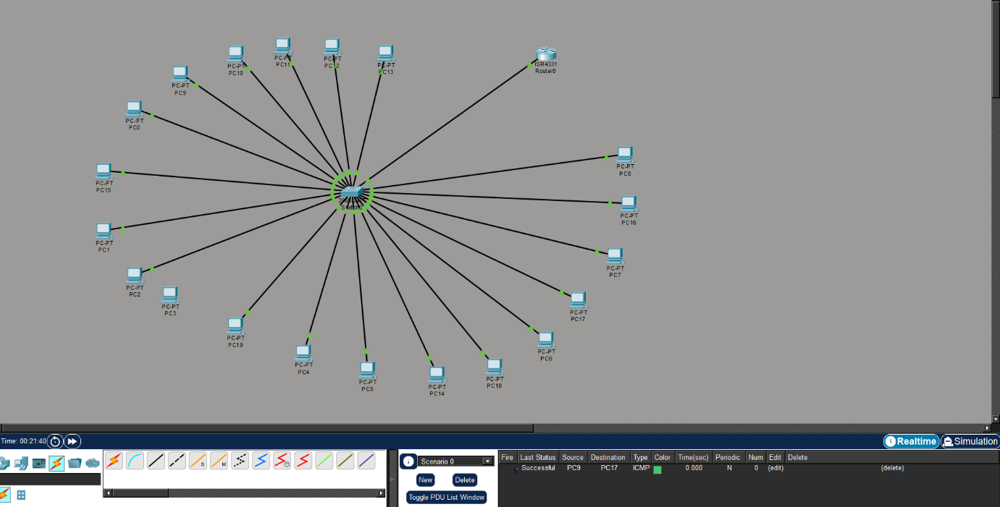 PC-PT
PC11
PC-PT
PC12
PC-PT
PC10
PC-PT
PC13
ISR4331
Router0
PC-PT
PC9
PC-PT
PC0
PC-PT
PC8
PC-PT
PC15
Switch0
PC-PT
PC16
PC-PT
PC1
PC-PT
PC7
PC-PT
PC2
PC-PT
PC3
PC-PT
PC17
PC-PT
PC19
PC-PT
PC4
PC-PT
PC6
PC-PT
PC5
PC-PT
PC14
PC-PT
PC18
Time: 00:21:40
Realtime
Simulation
S
M
Scenario 0
New
Delete
Toggle PDU List Window
Fire Last Status Source Destination Type Color Time(sec) Periodic Num Edit Delete
Successful PC9 PC17 ICMP 0.000 N 0 (edit) (delete)